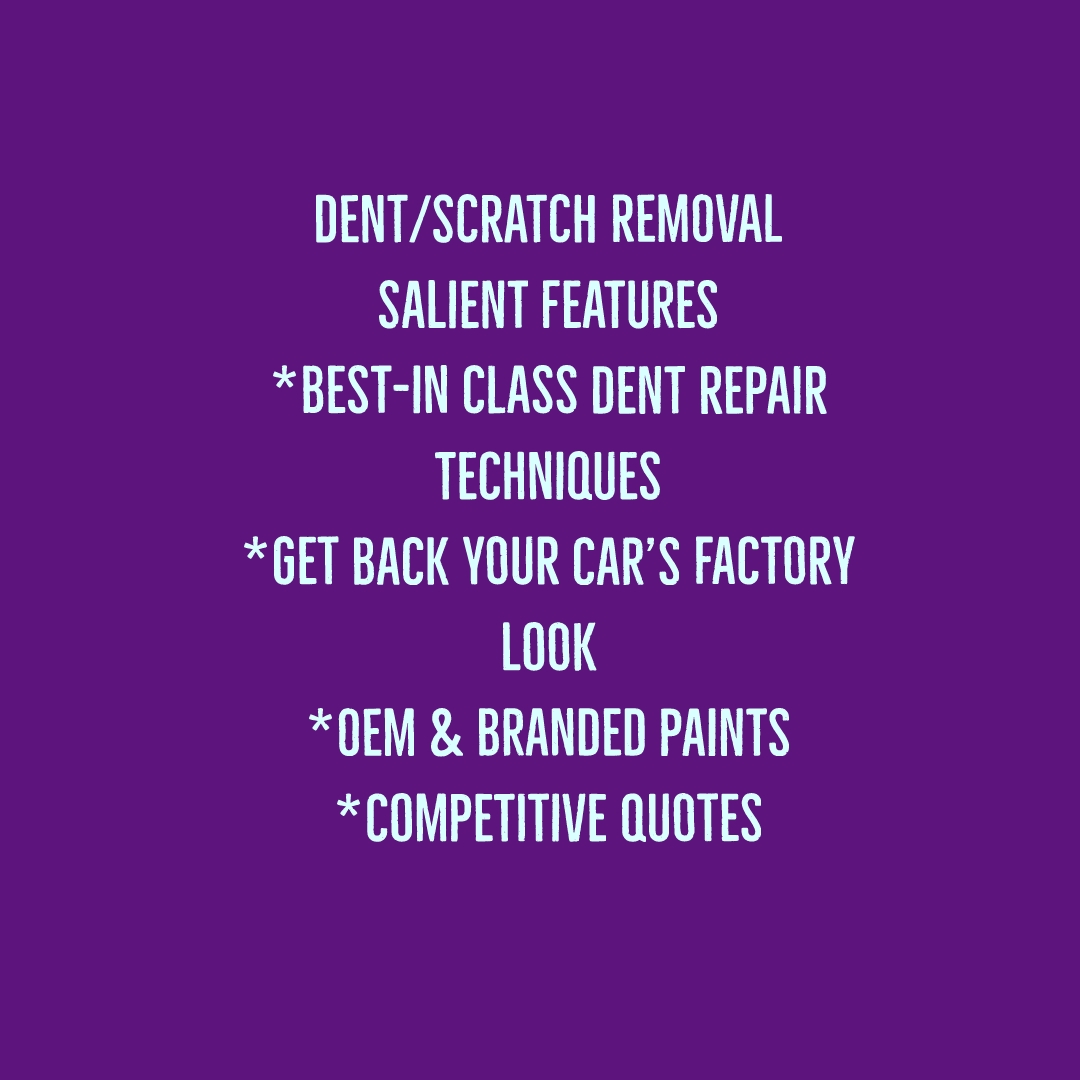 DENT/SCRATCH REMOVAL
SALIENT FEATURES
*BEST-IN CLASS DENT REPAIR
TECHNIQUES
*GET BACK YOUR CAR'S FACTORY
LOOK
*OEM & BRANDED PAINTS
*COMPETITIVE QUOTES